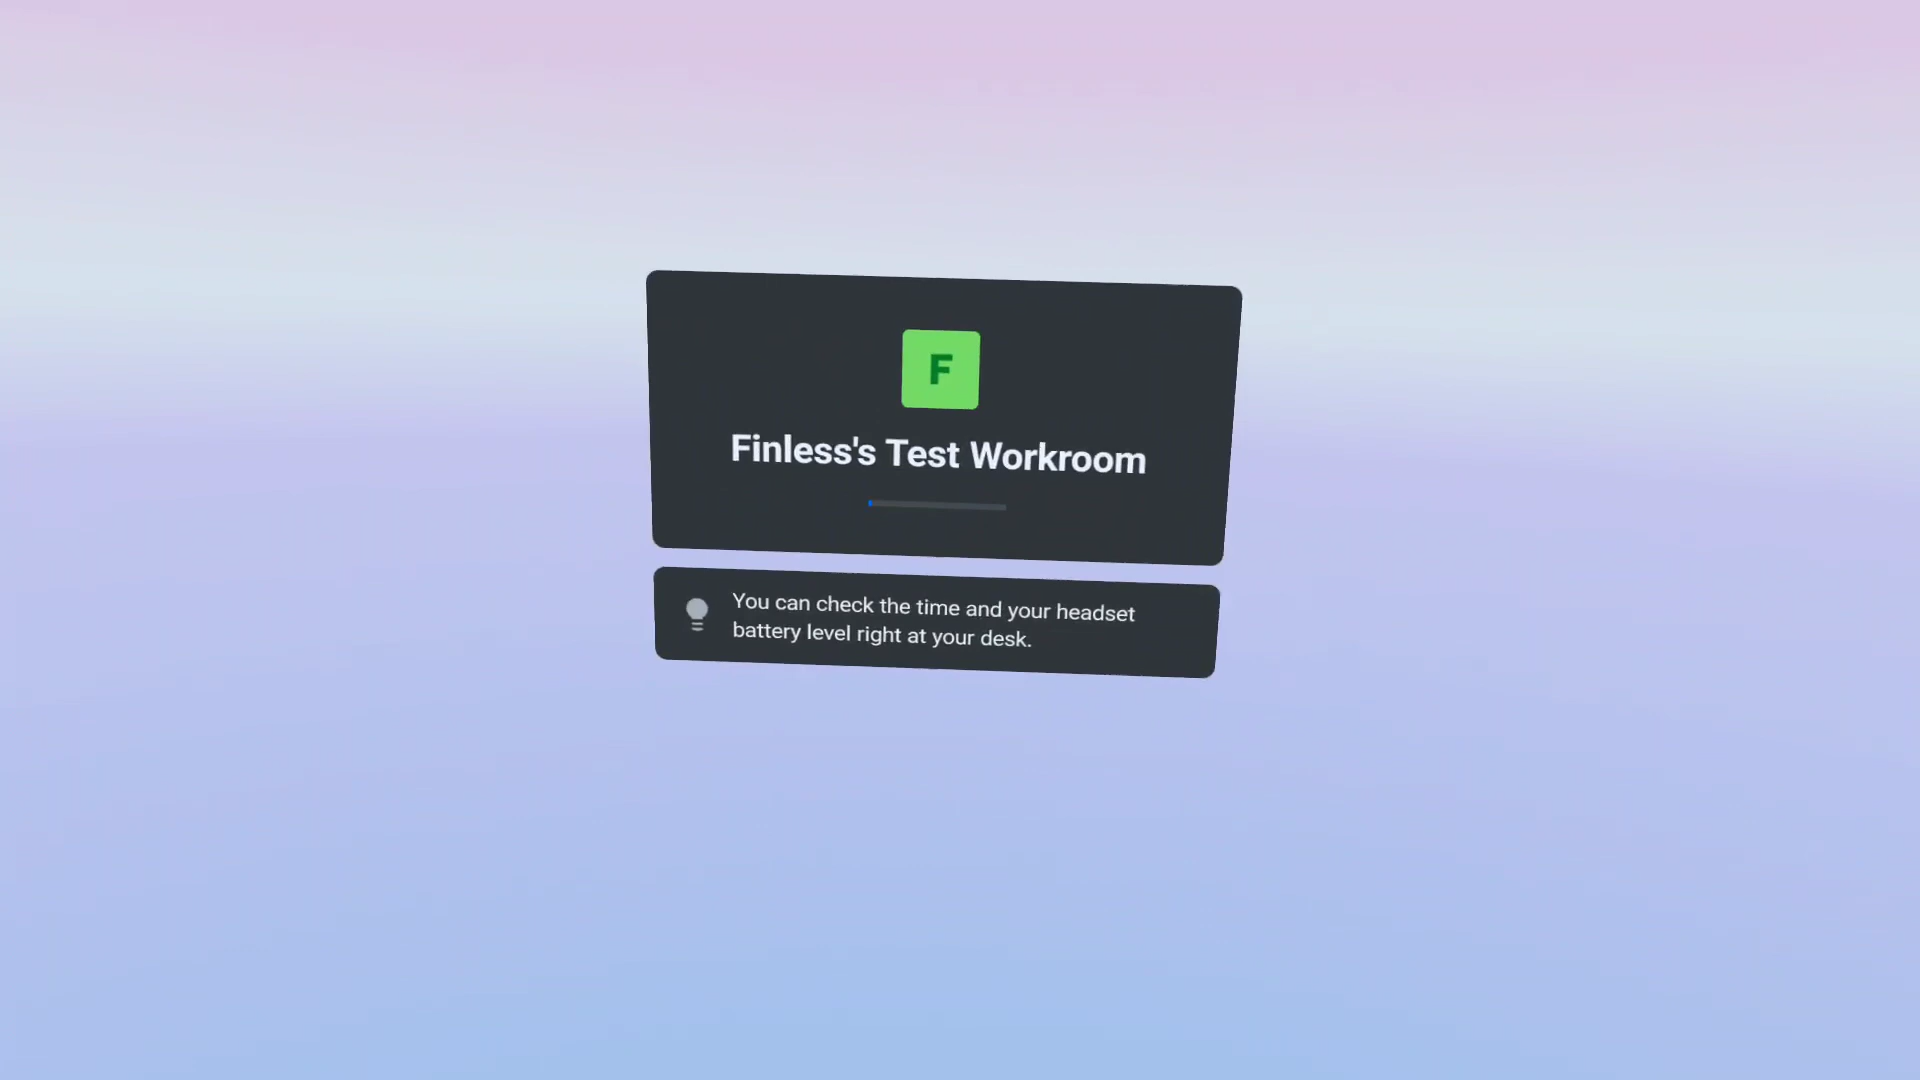 F
Finless's Test Workroom
You can check the time and your headset
battery level right at your desk.